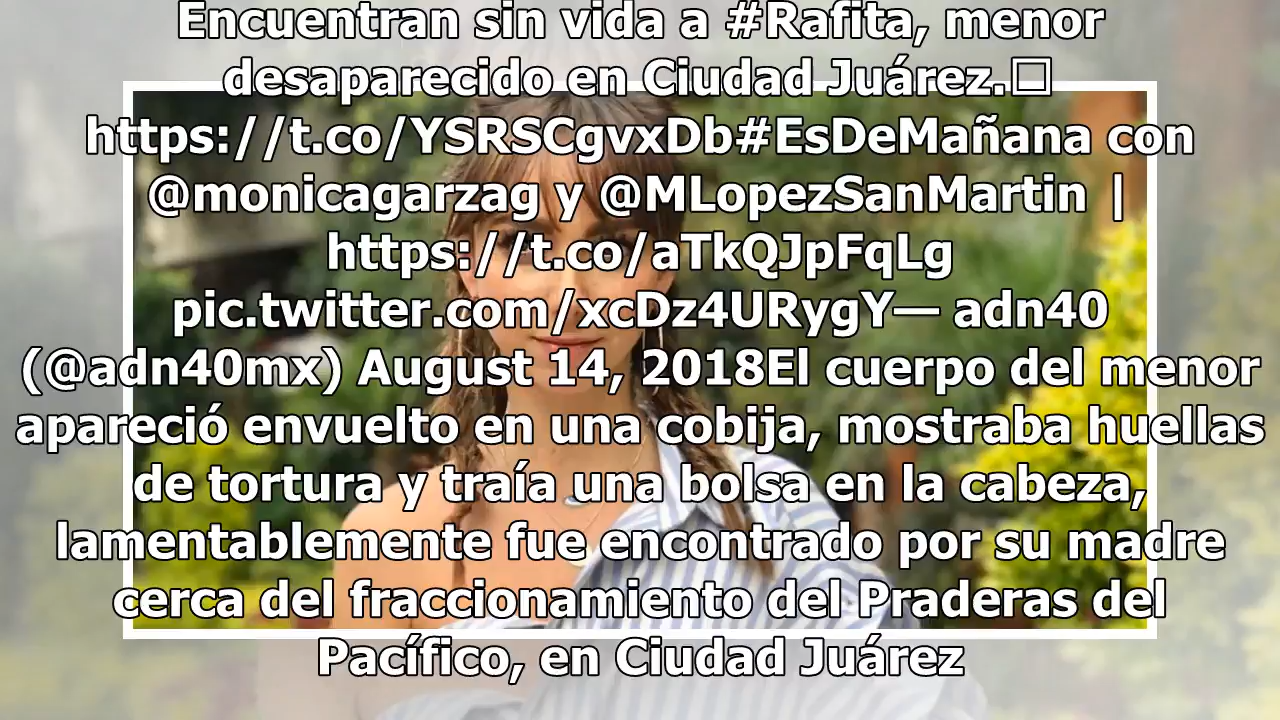 Encuentran sin vida a #Rafita, menor
desaparecido en Ciudad Juárez.□
https://t.co/YSRSCgvxDb#EsDeMañana con
@monicagarzag y @MLopezSanMartin |
https://t.co/aTkQJpFqLg
pic.twitter.com/xcDz4URygY— adn40
(@adn40mx) August 14, 2018El cuerpo del menor
apareció envuelto en una cobija, mostraba huellas
de tortura y traía una bolsa en la cabeza,
lamentablemente fue encontrado por su madre
cerca del fraccionamiento del Praderas del
Pacífico, en Ciudad Juárez